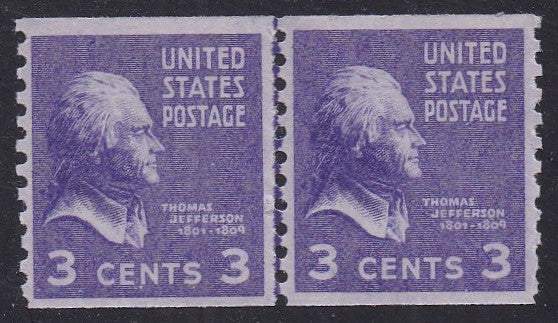 UNITED
STATES
POSTAGE
THOMAS
JEFFERSON
1801-1809
3 CENTS 3
UNITED
STATES
POSTAGE
THOMAS
JEFFERSON
1801-1809
3 CENTS 3